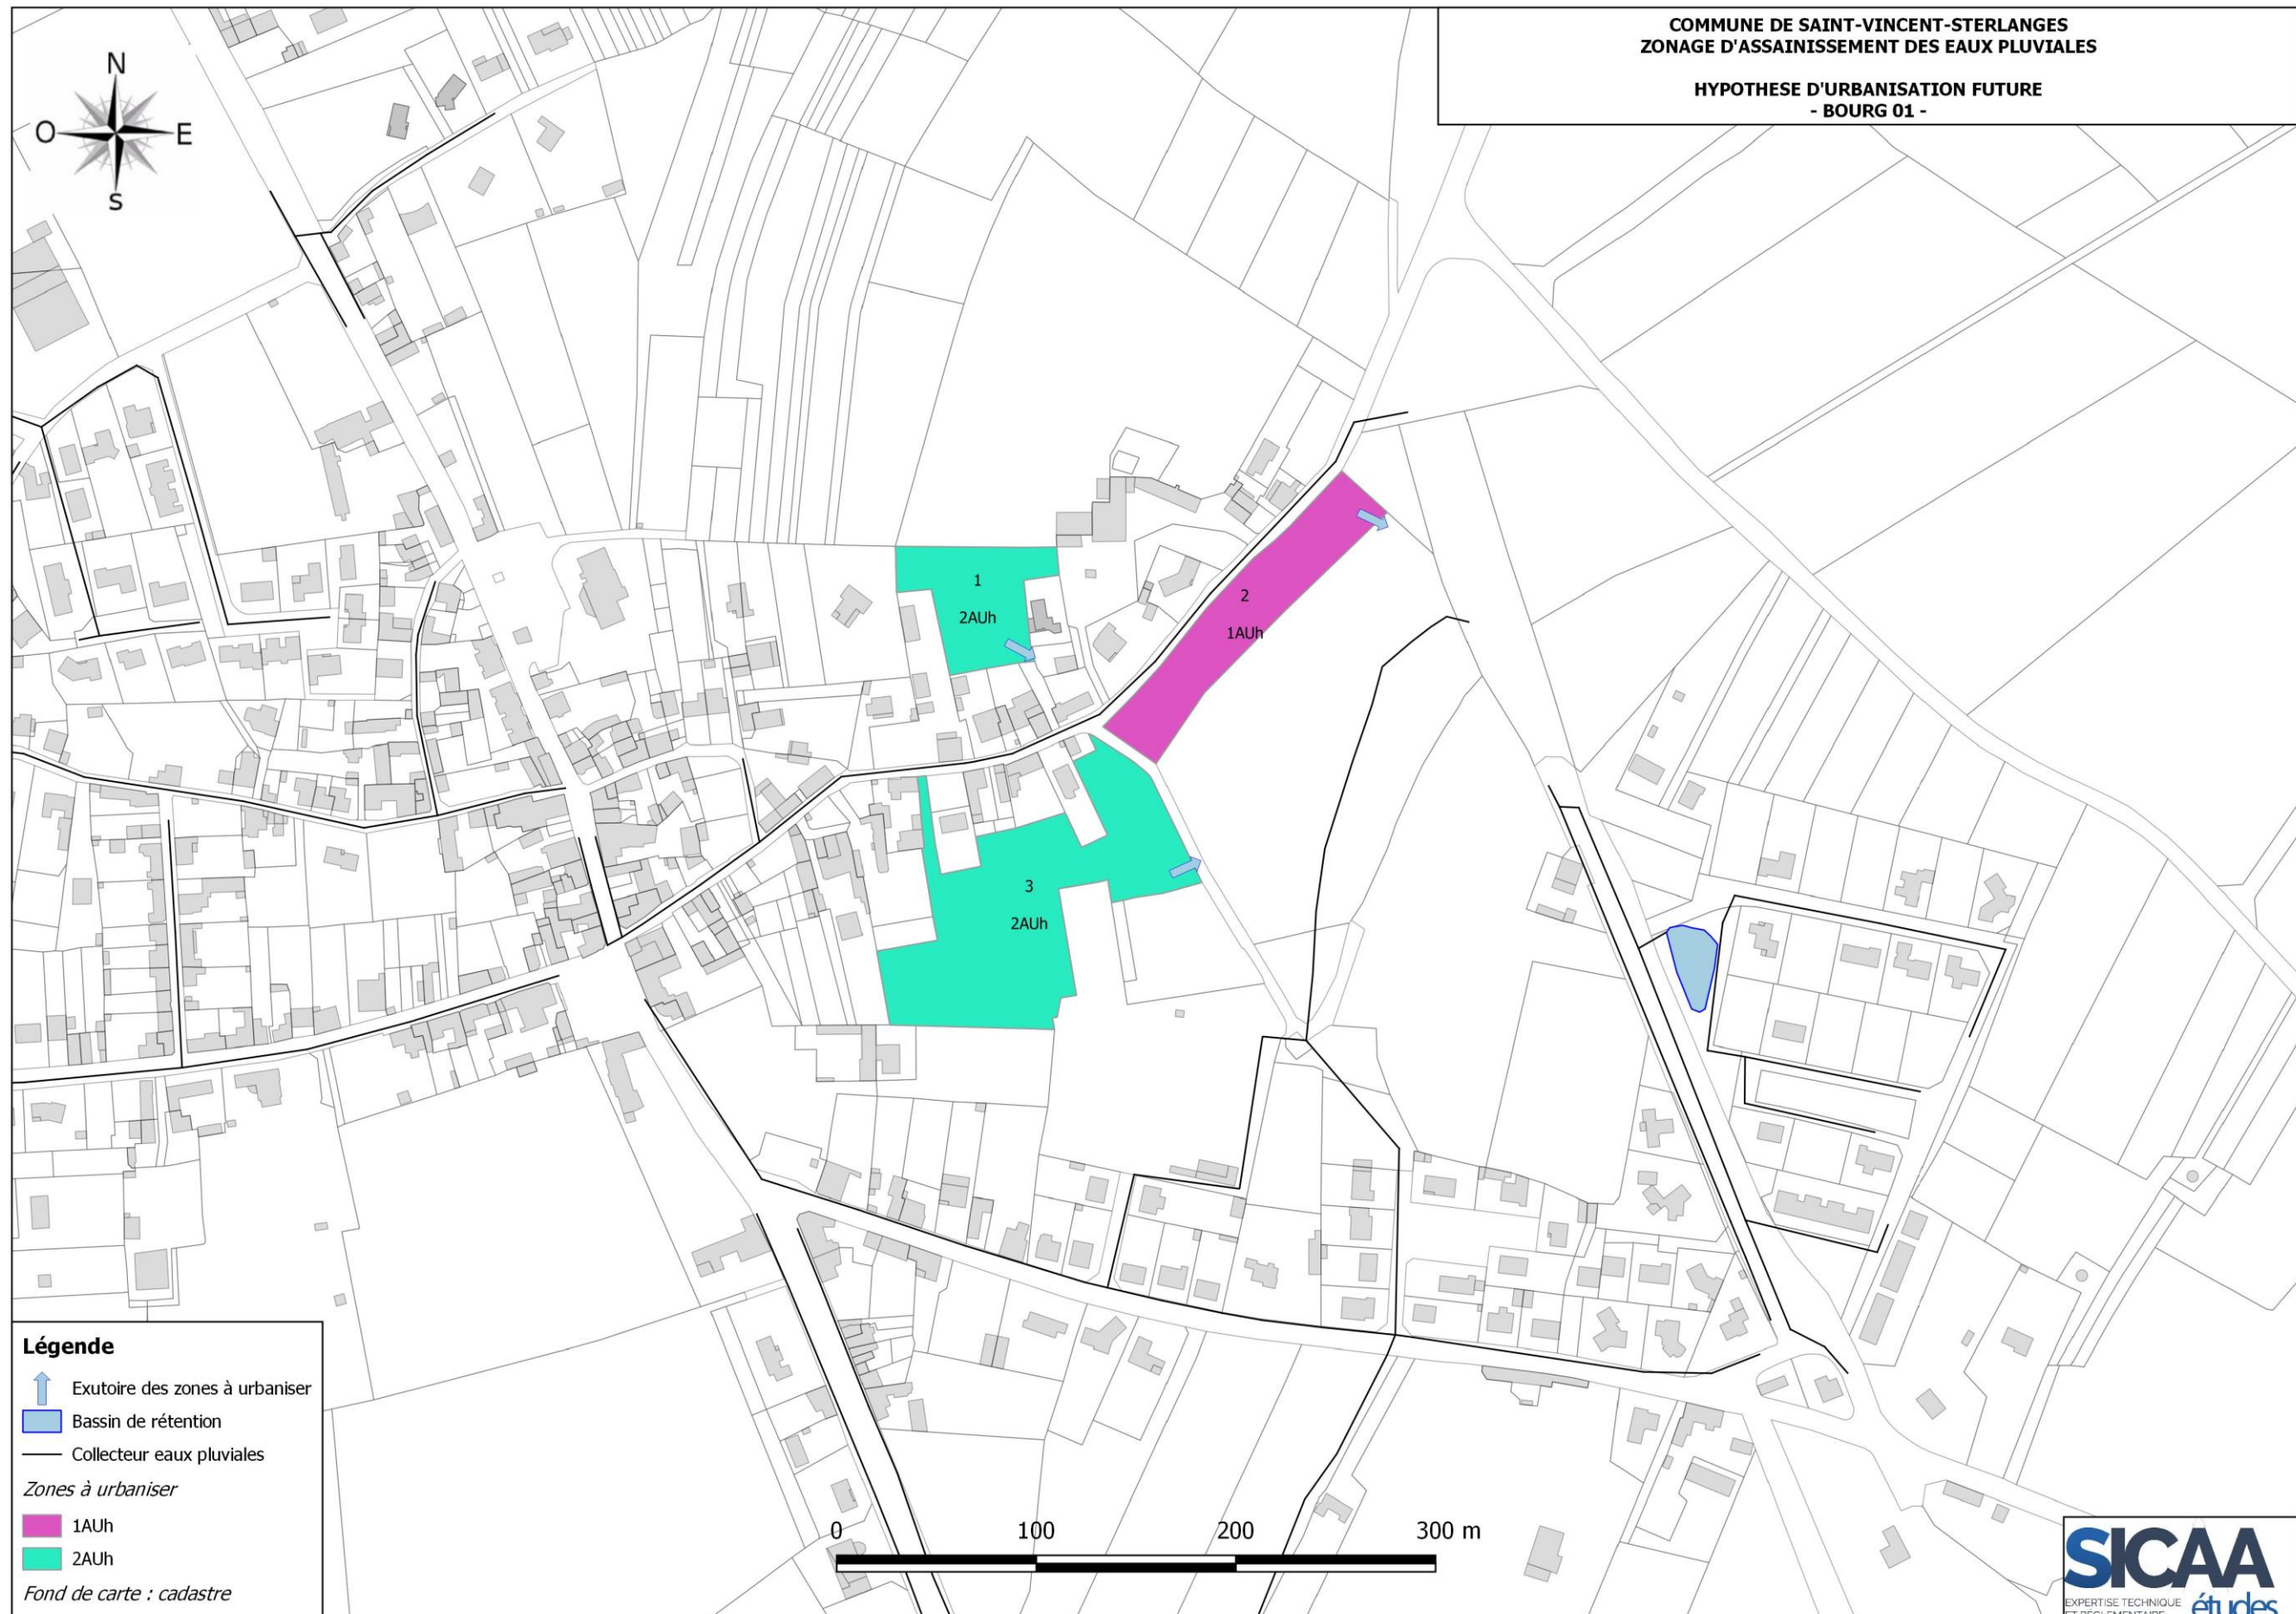 COMMUNE DE SAINT-VINCENT-STERLANGES
ZONAGE D'ASSAINISSEMENT DES EAUX PLUVIALES
HYPOTHESE D'URBANISATION FUTURE
- BOURG 01 -
N
O
E
S
1
2AUh
2
1AUh
3
2AUh
Légende
Exutoire des zones à urbaniser
Bassin de rétention
Collecteur eaux pluviales
Zones à urbaniser
1AUh
2AUh
Fond de carte : cadastre
0 100 200 300 m
SICAA
études
EXPERTISE TECHNIQUE
ET RÉGLEMENTAIRE